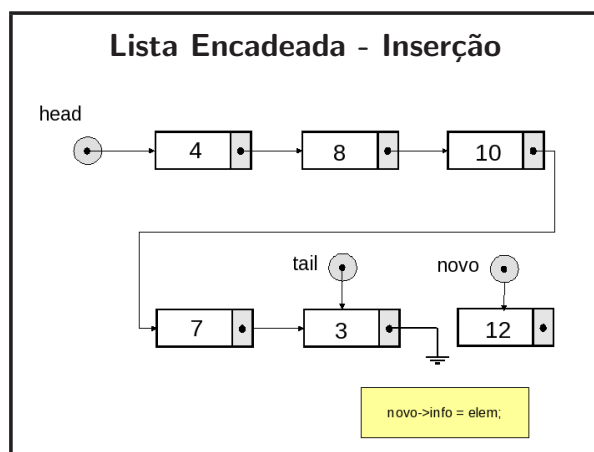 Lista Encadeada - Inserção
head
4 8 10
tail novo
7 3 12
novo->info = elem;